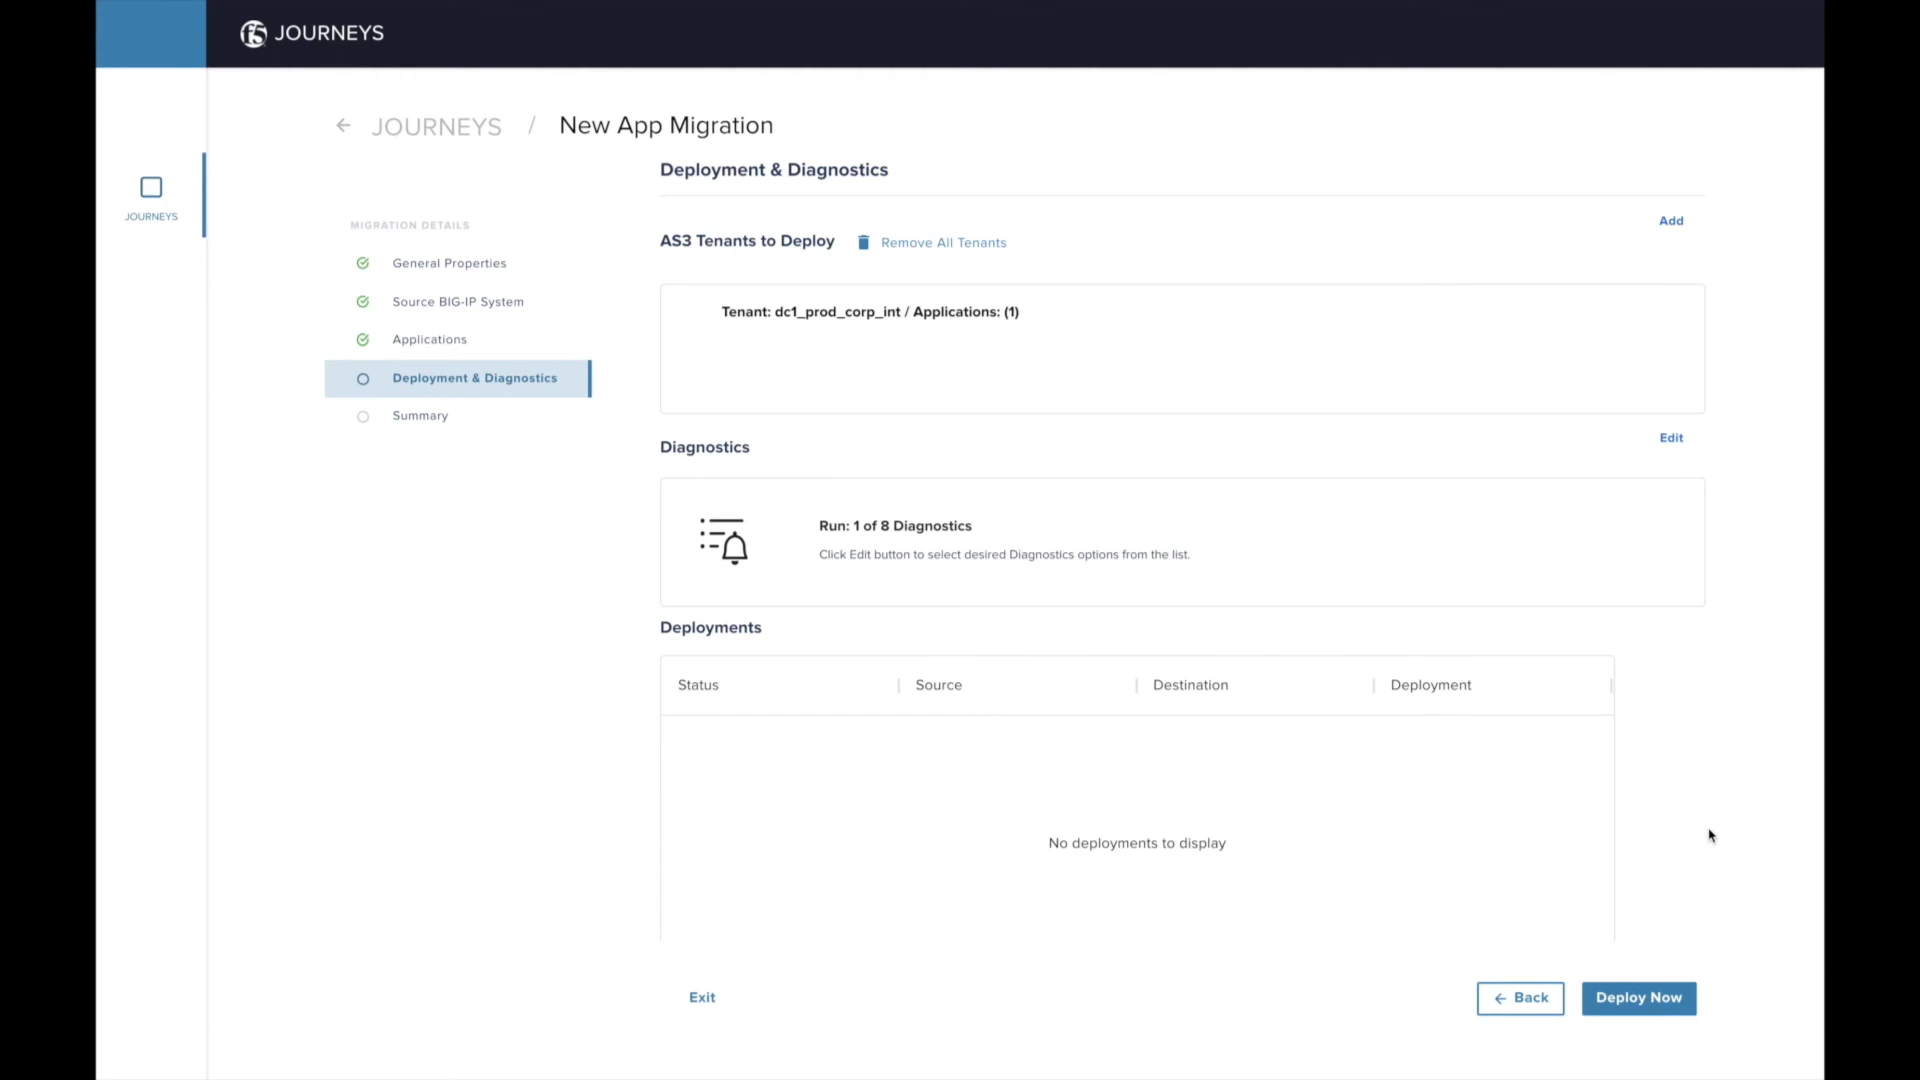 f5 JOURNEYS
JOURNEYS
← JOURNEYS / New App Migration
MIGRATION DETAILS
General Properties
Source BIG-IP System
Applications
Deployment & Diagnostics
Summary
Deployment & Diagnostics
Add
AS3 Tenants to Deploy Remove All Tenants
Tenant: dc1_prod_corp_int / Applications: (1)
Edit
Diagnostics
Run: 1 of 8 Diagnostics
Click Edit button to select desired Diagnostics options from the list.
Deployments
Status | Source | Destination | Deployment |
No deployments to display
Exit ← Back Deploy Now